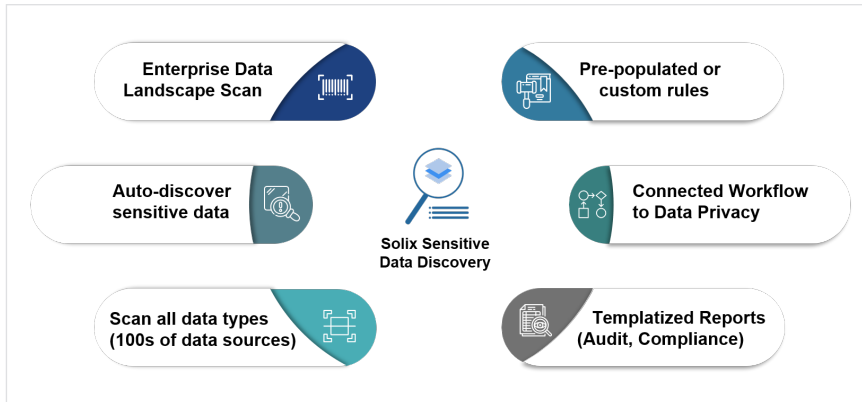 Enterprise Data
Landscape Scan
Pre-populated or
custom rules
Auto-discover
sensitive data
Solix Sensitive
Data Discovery
Connected Workflow
to Data Privacy
Scan all data types
(100s of data sources)
Templatized Reports
(Audit, Compliance)